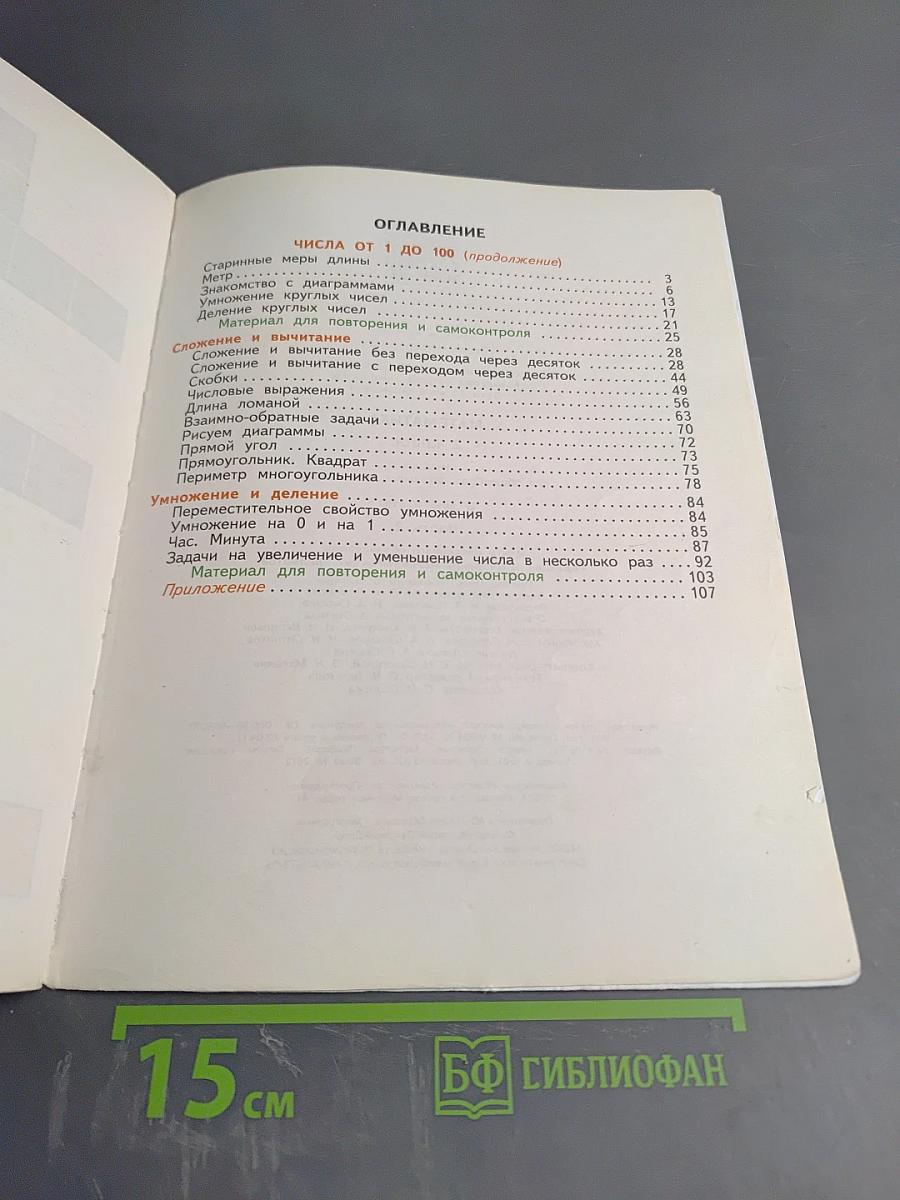 ОГЛАВЛЕНИЕ
ЧИСЛА ОТ 1 ДО 100 (продолжение)
Старинные меры длины 3
Метр 6
Знакомство с диаграммами 13
Умножение круглых чисел 17
Деление круглых чисел 21
Материал для повторения и самоконтроля 25
Сложение и вычитание 28
Сложение и вычитание без перехода через десяток 28
Сложение и вычитание с переходом через десяток 44
Скобки 49
Числовые выражения 56
Длина ломаной 63
Взаимно-обратные задачи 70
Рисуем диаграммы 72
Прямой угол 73
Прямоугольник. Квадрат 75
Периметр многоугольника 78
Умножение и деление 84
Переместительное свойство умножения 84
Умножение на 0 и на 1 85
Час. Минута 87
Задачи на увеличение и уменьшение числа в несколько раз 92
Материал для повторения и самоконтроля 103
Приложение 107
15 см
БФ БИБЛИОФАН